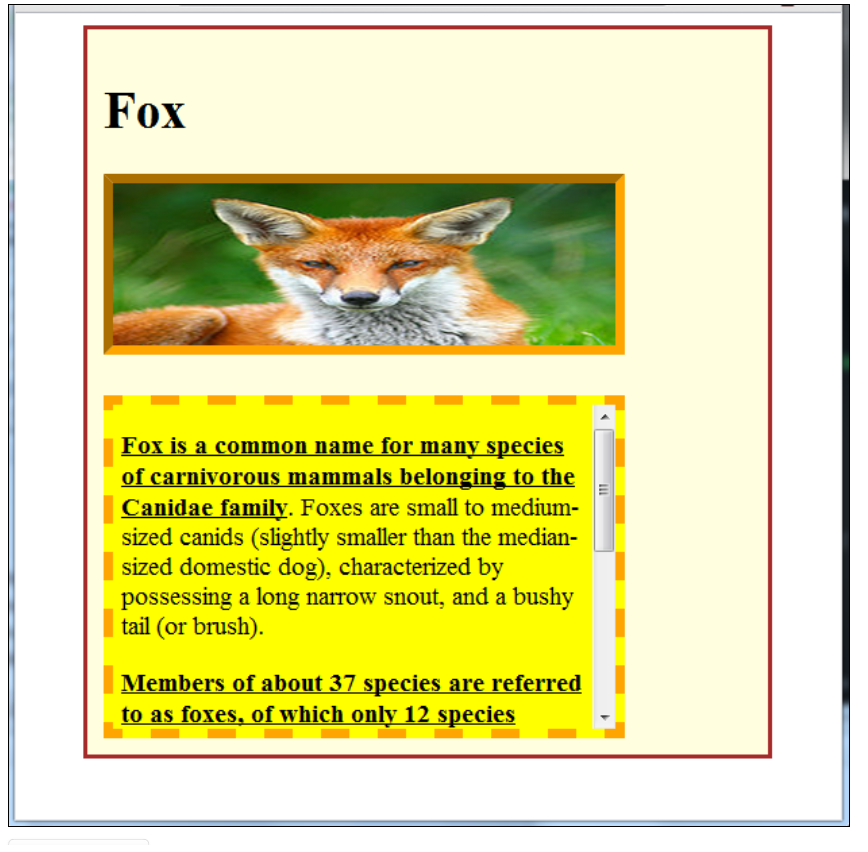 Fox
Fox is a common name for many species
of carnivorous mammals belonging to the
Canidae family. Foxes are small to medium-
sized canids (slightly smaller than the median-
sized domestic dog), characterized by
possessing a long narrow snout, and a bushy
tail (or brush).
Members of about 37 species are referred
to as foxes, of which only 12 species